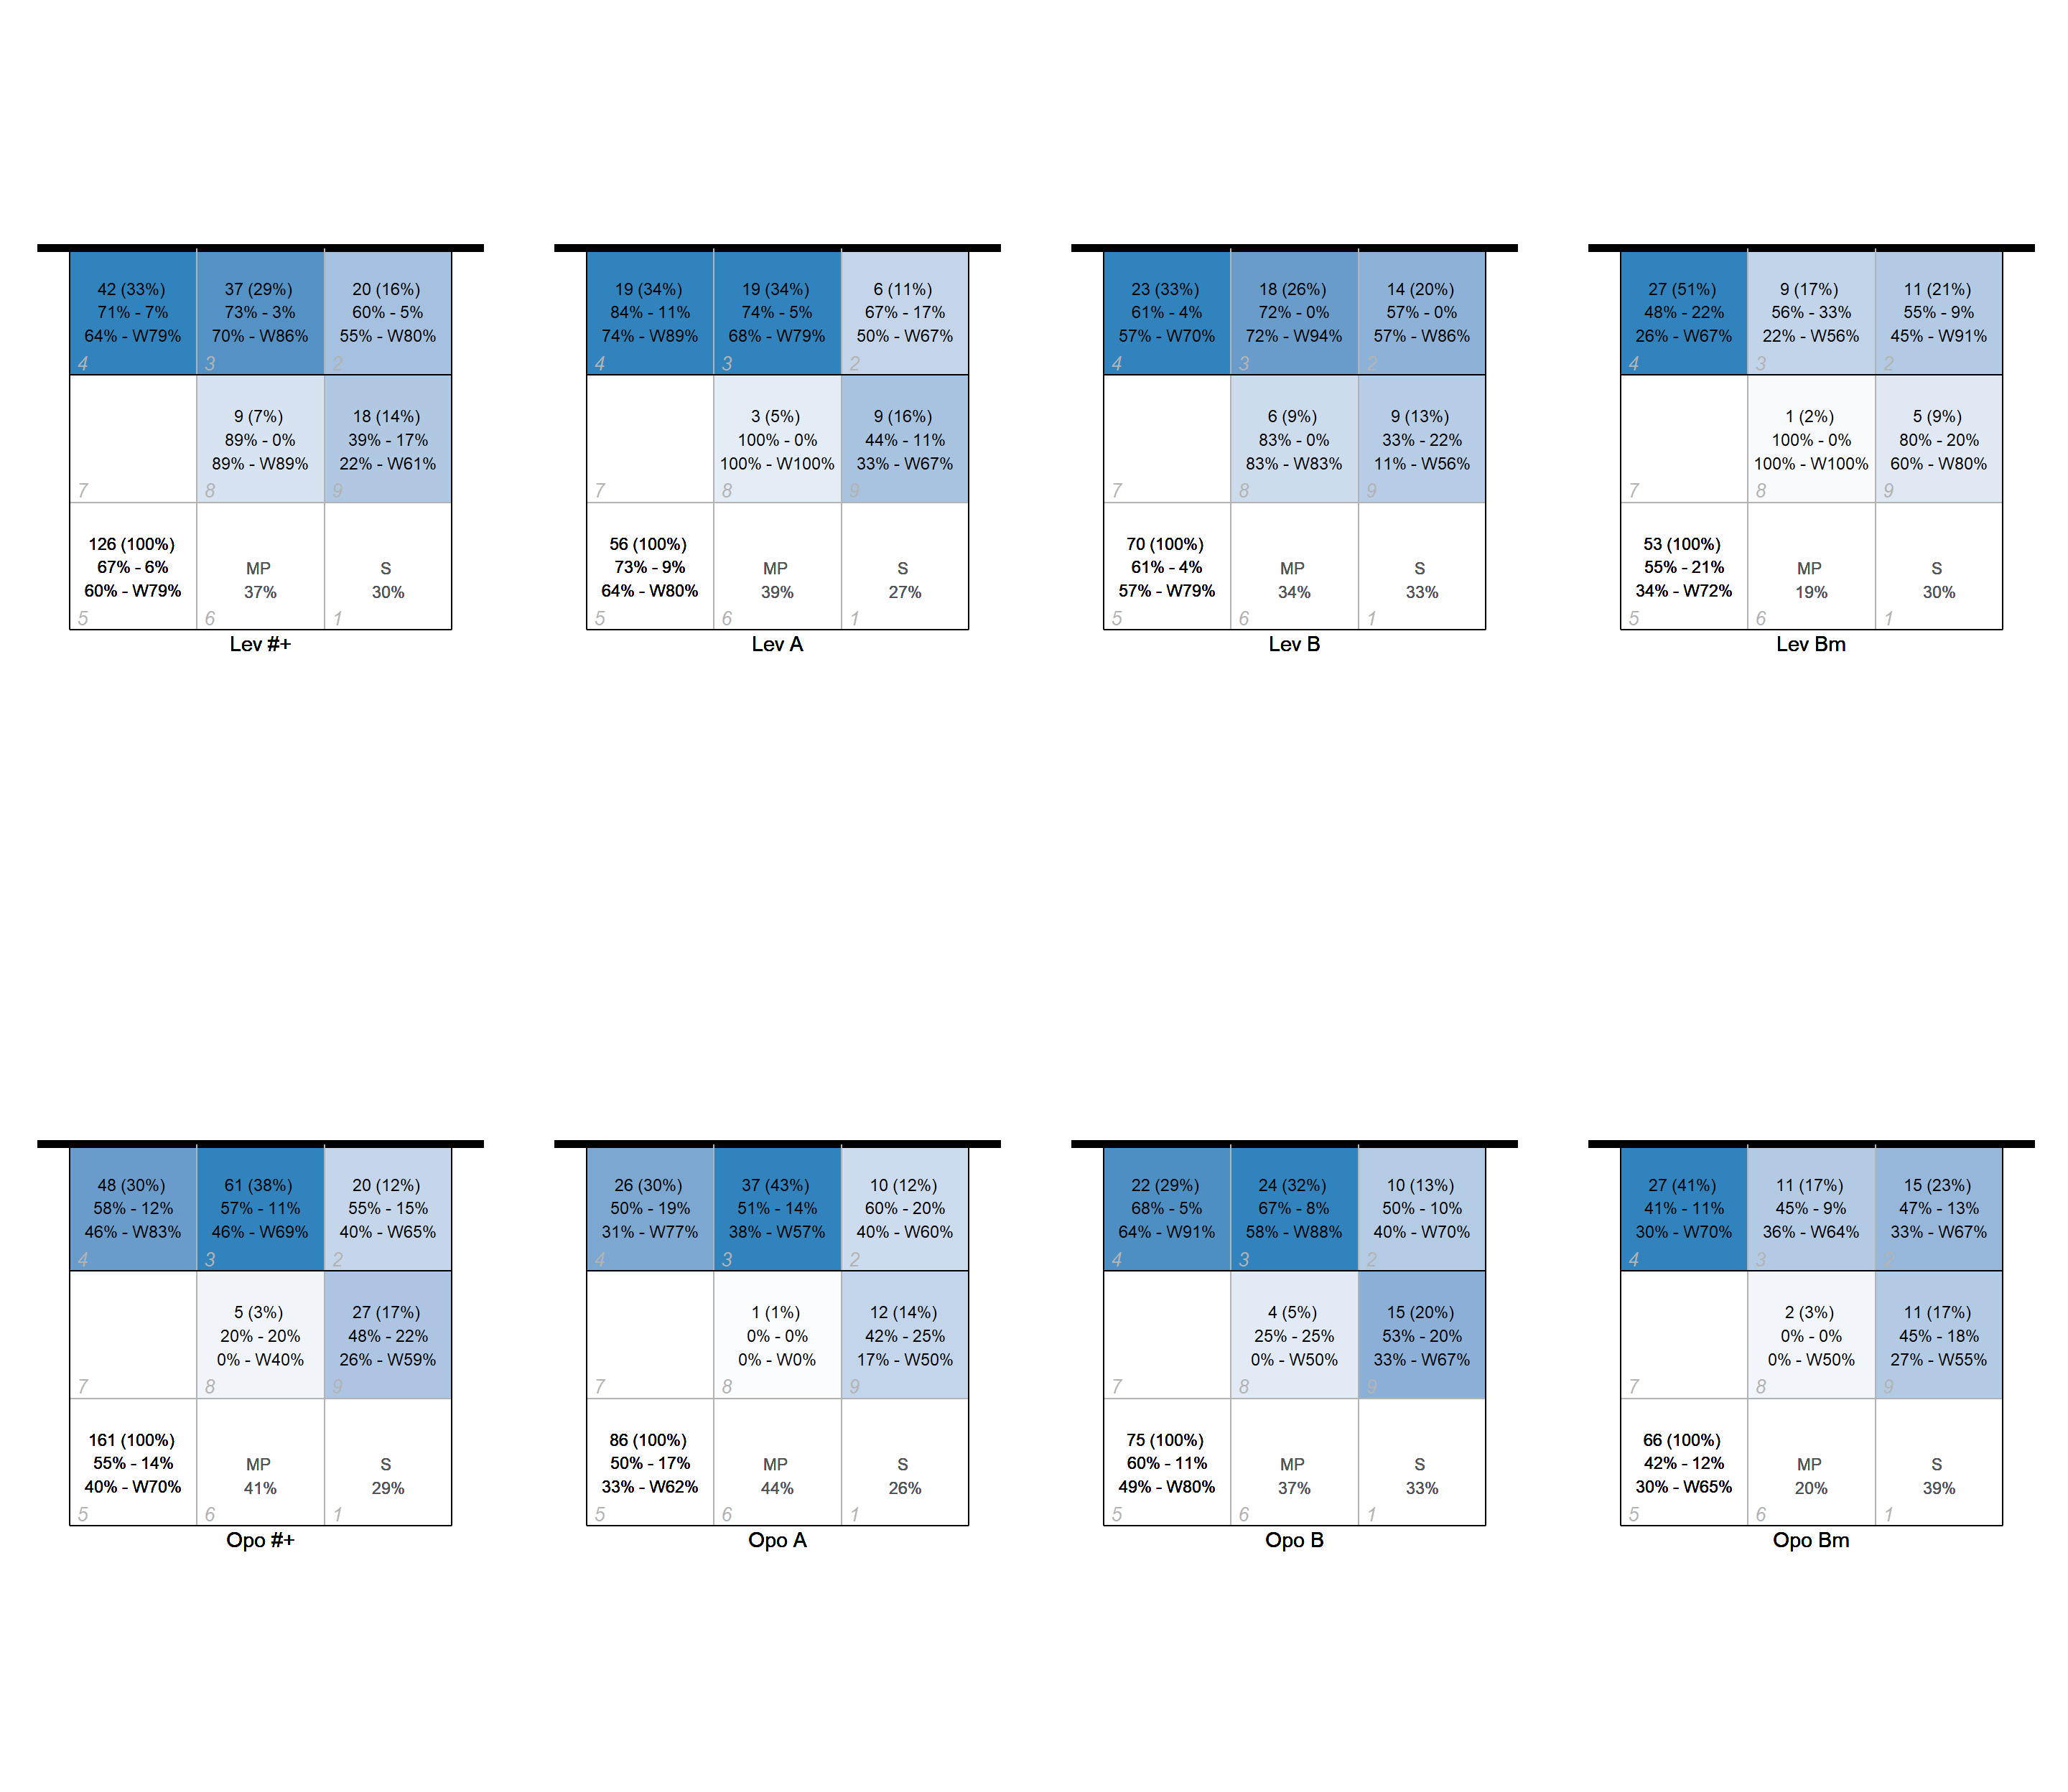 42 (33%) 37 (29%) 20 (16%)
71% - 7% 73% - 3% 60% - 5%
64% - W79% 70% - W86% 55% - W80%
4 3 2
9 (7%) 18 (14%)
89% - 0% 39% - 17%
89% - W89% 22% - W61%
7 8 9
126 (100%)
67% - 6% MP S
60% - W79% 37% 30%
5 6 1
Lev #+
19 (34%) 19 (34%) 6 (11%)
84% - 11% 74% - 5% 67% - 17%
74% - W89% 68% - W79% 50% - W67%
4 3 2
3 (5%) 9 (16%)
100% - 0% 44% - 11%
100% - W100% 33% - W67%
7 8 9
56 (100%)
73% - 9% MP S
64% - W80% 39% 27%
5 6 1
Lev A
23 (33%) 18 (26%) 14 (20%)
61% - 4% 72% - 0% 57% - 0%
57% - W70% 72% - W94% 57% - W86%
4 3 2
6 (9%) 9 (13%)
83% - 0% 33% - 22%
83% - W83% 11% - W56%
7 8 9
70 (100%)
61% - 4% MP S
57% - W79% 34% 33%
5 6 1
Lev B
27 (51%) 9 (17%) 11 (21%)
48% - 22% 56% - 33% 55% - 9%
26% - W67% 22% - W56% 45% - W91%
4 3 2
1 (2%) 5 (9%)
100% - 0% 80% - 20%
100% - W100% 60% - W80%
7 8 9
53 (100%)
55% - 21% MP S
34% - W72% 19% 30%
5 6 1
Lev Bm
48 (30%) 61 (38%) 20 (12%)
58% - 12% 57% - 11% 55% - 15%
46% - W83% 46% - W69% 40% - W65%
4 3 2
5 (3%) 27 (17%)
20% - 20% 48% - 22%
0% - W40% 26% - W59%
7 8 9
161 (100%)
55% - 14% MP S
40% - W70% 41% 29%
5 6 1
Opo #+
26 (30%) 37 (43%) 10 (12%)
50% - 19% 51% - 14% 60% - 20%
31% - W77% 38% - W57% 40% - W60%
4 3 2
1 (1%) 12 (14%)
0% - 0% 42% - 25%
0% - W0% 17% - W50%
7 8 9
86 (100%)
50% - 17% MP S
33% - W62% 44% 26%
5 6 1
Opo A
22 (29%) 24 (32%) 10 (13%)
68% - 5% 67% - 8% 50% - 10%
64% - W91% 58% - W88% 40% - W70%
4 3 2
4 (5%) 15 (20%)
25% - 25% 53% - 20%
0% - W50% 33% - W67%
7 8 9
75 (100%)
60% - 11% MP S
49% - W80% 37% 33%
5 6 1
Opo B
27 (41%) 11 (17%) 15 (23%)
41% - 11% 45% - 9% 47% - 13%
30% - W70% 36% - W64% 33% - W67%
4 3 2
2 (3%) 11 (17%)
0% - 0% 45% - 18%
0% - W50% 27% - W55%
7 8 9
66 (100%)
42% - 12% MP S
30% - W65% 20% 39%
5 6 1
Opo Bm